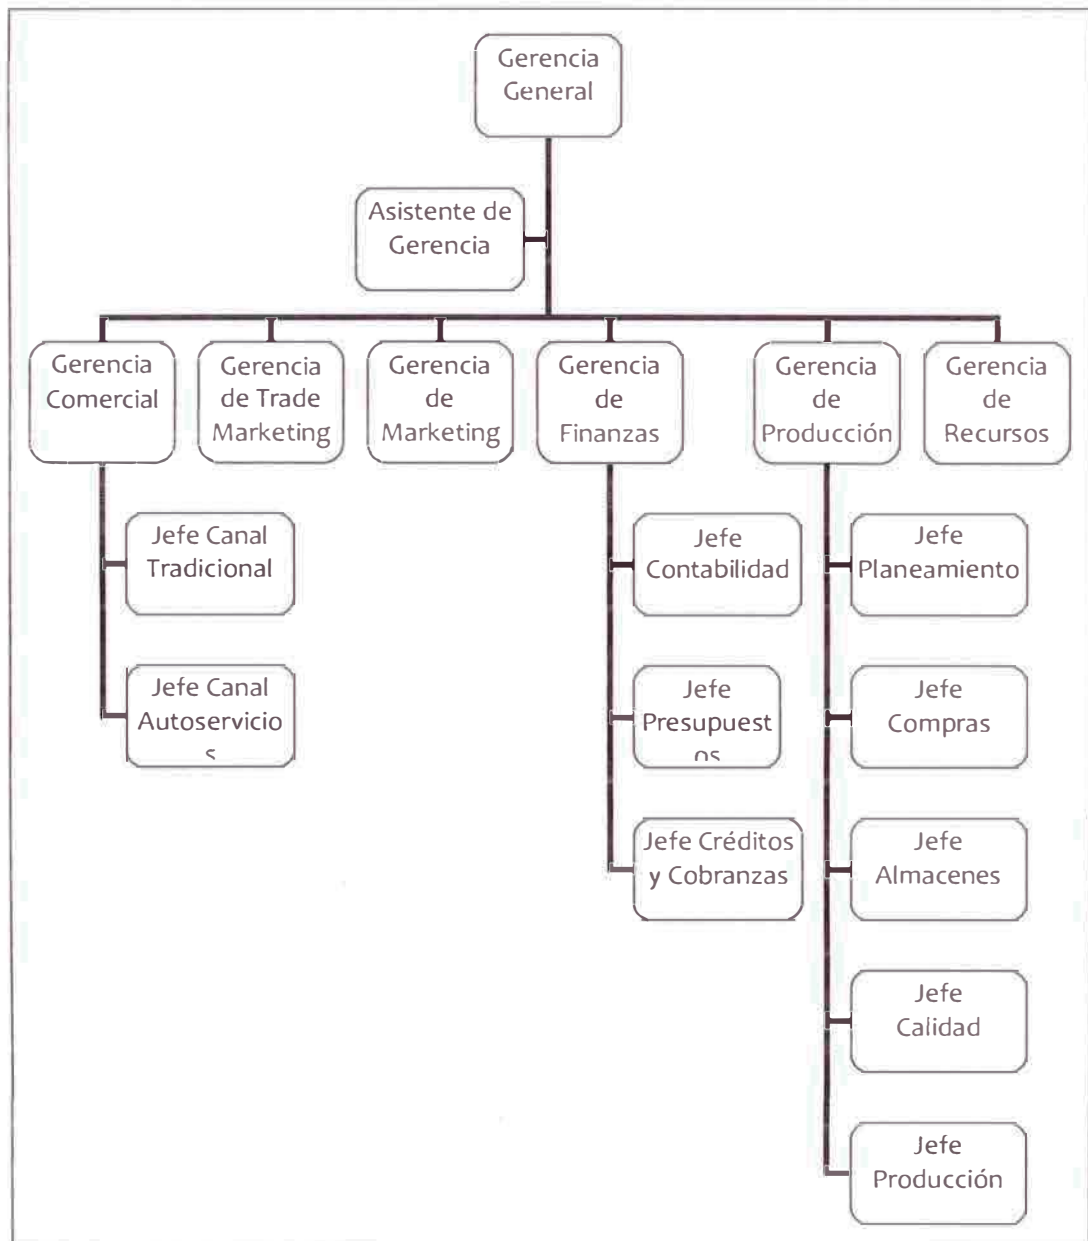 Gerencia
General
Asistente de
Gerencia
Gerencia
Comercial
Gerencia
de Trade
Marketing
Gerencia
de
Marketing
Gerencia
de
Finanzas
Gerencia
de
Producción
Gerencia
de
Recursos
Jefe Canal
Tradicional
Jefe Canal
Autoservicio
s
Jefe
Contabilidad
Jefe
Presupuest
os
Jefe Créditos
y Cobranzas
Jefe
Planeamiento
Jefe
Compras
Jefe
Almacenes
Jefe
Calidad
Jefe
Producción